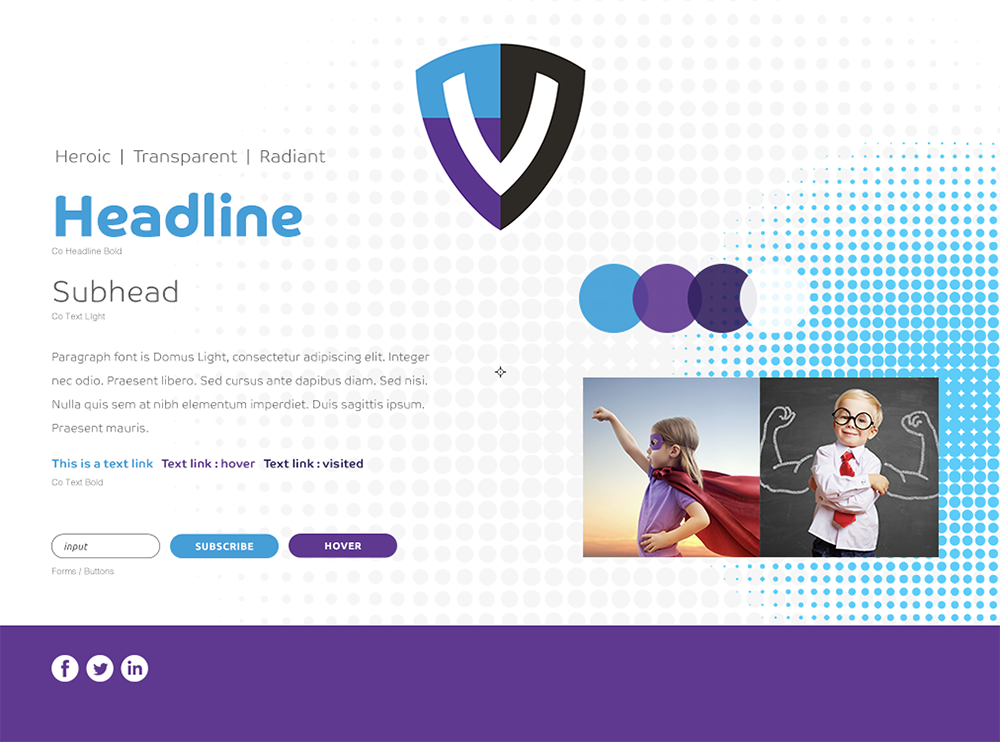 V
Heroic | Transparent | Radiant
Headline
Co Headline Bold
Subhead
Co Text Light
Paragraph font is Domus Light, consectetur adipiscing elit. Integer
nec odio. Praesent libero. Sed cursus ante dapibus diam. Sed nisi.
Nulla quis sem at nibh elementum imperdiet. Duis sagittis ipsum.
Praesent mauris.
This is a text link Text link : hover Text link : visited
Co Text Bold
input SUBSCRIBE HOVER
Forms / Buttons
f in